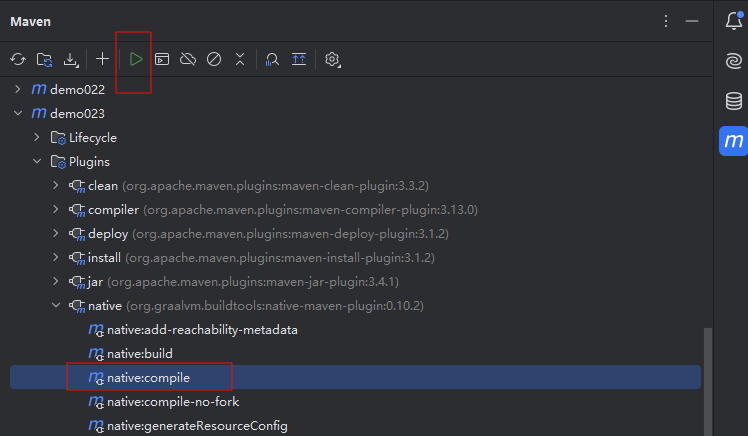 Maven
demo022
demo023
Lifecycle
Plugins
clean (org.apache.maven.plugins:maven-clean-plugin:3.3.2)
compiler (org.apache.maven.plugins:maven-compiler-plugin:3.13.0)
deploy (org.apache.maven.plugins:maven-deploy-plugin:3.1.2)
install (org.apache.maven.plugins:maven-install-plugin:3.1.2)
jar (org.apache.maven.plugins:maven-jar-plugin:3.4.1)
native (org.graalvm.buildtools:native-maven-plugin:0.10.2)
native:add-reachability-metadata
native:build
native:compile
native:compile-no-fork
native:generateResourceConfig